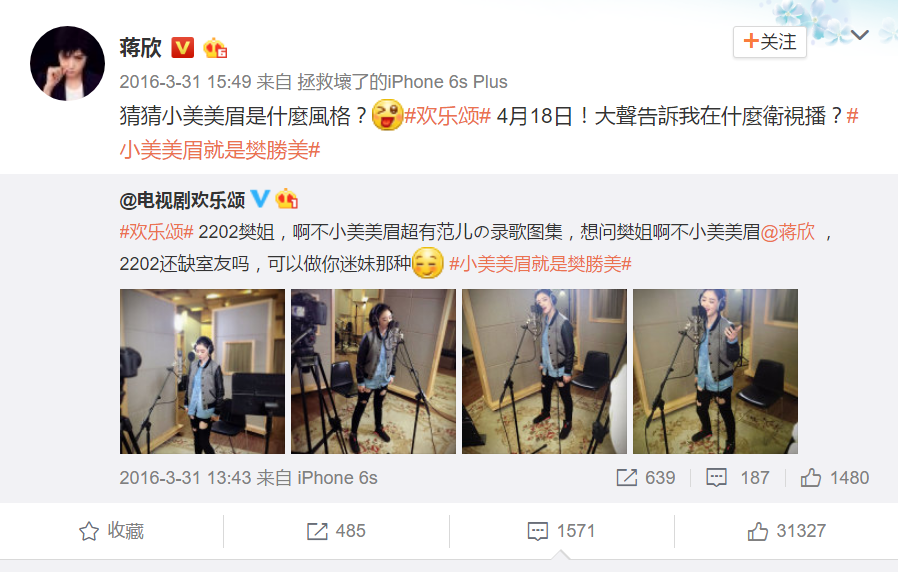 蒋欣
+关注
2016-3-31 15:49 来自 拯救壞了的iPhone 6s Plus
猜猜小美美眉是什麼風格？#欢乐颂# 4月18日！大聲告訴我在什麼衛視播？#
小美美眉就是樊勝美#
@电视剧欢乐颂
#欢乐颂# 2202樊姐，啊不小美美眉超有范儿の录歌图集，想问樊姐啊不小美美眉@蒋欣 ，
2202还缺室友吗，可以做你迷妹那种 #小美美眉就是樊勝美#
2016-3-31 13:43 来自 iPhone 6s
639 187 1480
收藏 485 1571 31327